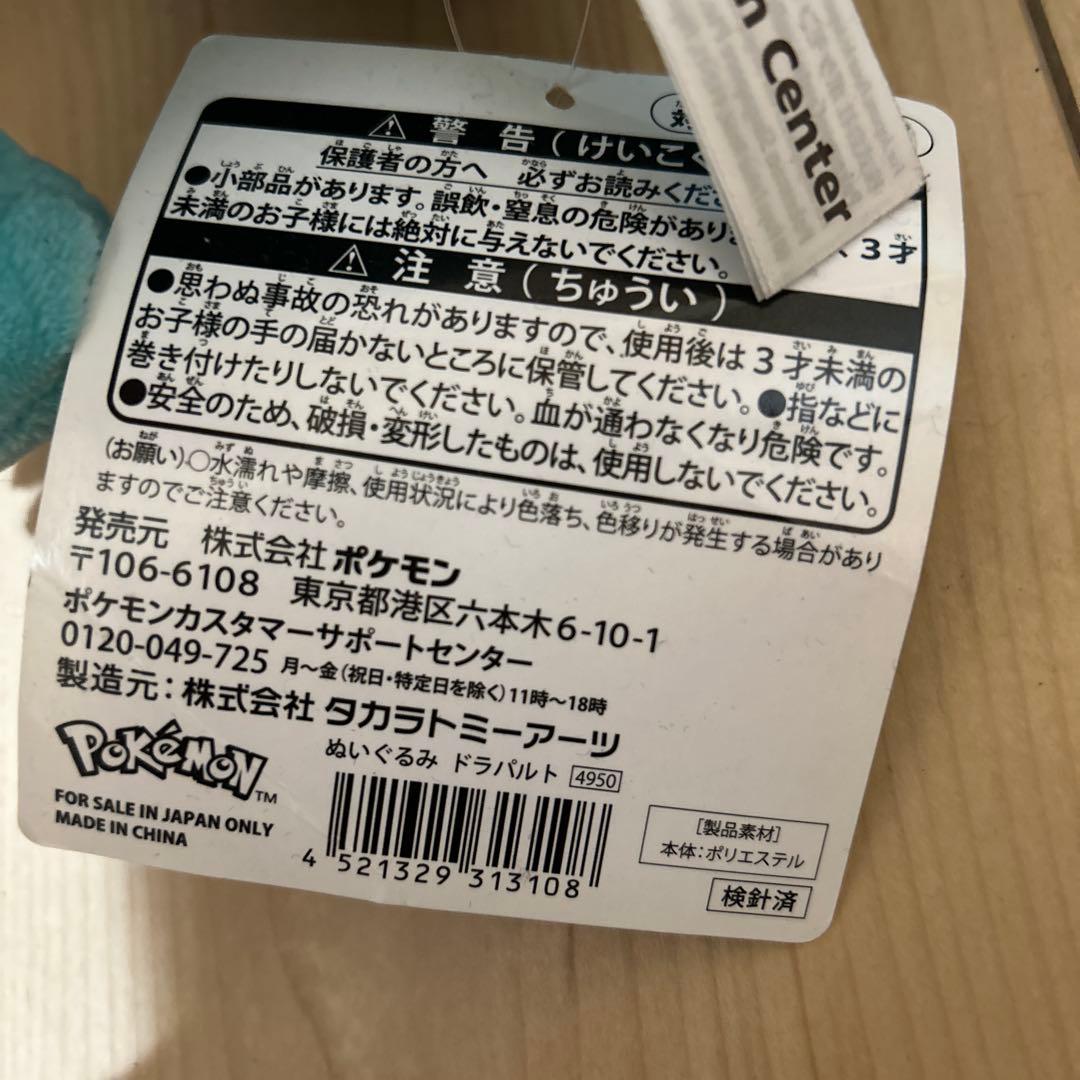 n Center
対
警 告 ( けいこく
保護者の方へ 必ずお読みくださ
●小部品があります。誤飲・窒息の危険があります
、3才
未満のお子様には絶対に与えないでください。
注 意 ( ちゅうい )
●思わぬ事故の恐れがありますので、使用後は3才未満の
お子様の手の届かないところに保管してください。●指などに
巻き付けたりしないでください。血が通わなくなり危険です。
●安全のため、破損・変形したものは、使用しないでください。
(お願い)○水濡れや摩擦、使用状況により色落ち、色移りが発生する場合があり
ますのでご注意ください。
発売元 株式会社 ポケモン
〒106-6108 東京都港区六本木6-10-1
ポケモンカスタマーサポートセンター
0120-049-725 月〜金(祝日・特定日を除く)11時〜18時
製造元:株式会社 タカラトミーアーツ
POKéMON TM
ぬいぐるみ ドラパルト 4950
FOR SALE IN JAPAN ONLY
MADE IN CHINA
4 521329 313108
[製品素材]
本体:ポリエステル
検針済